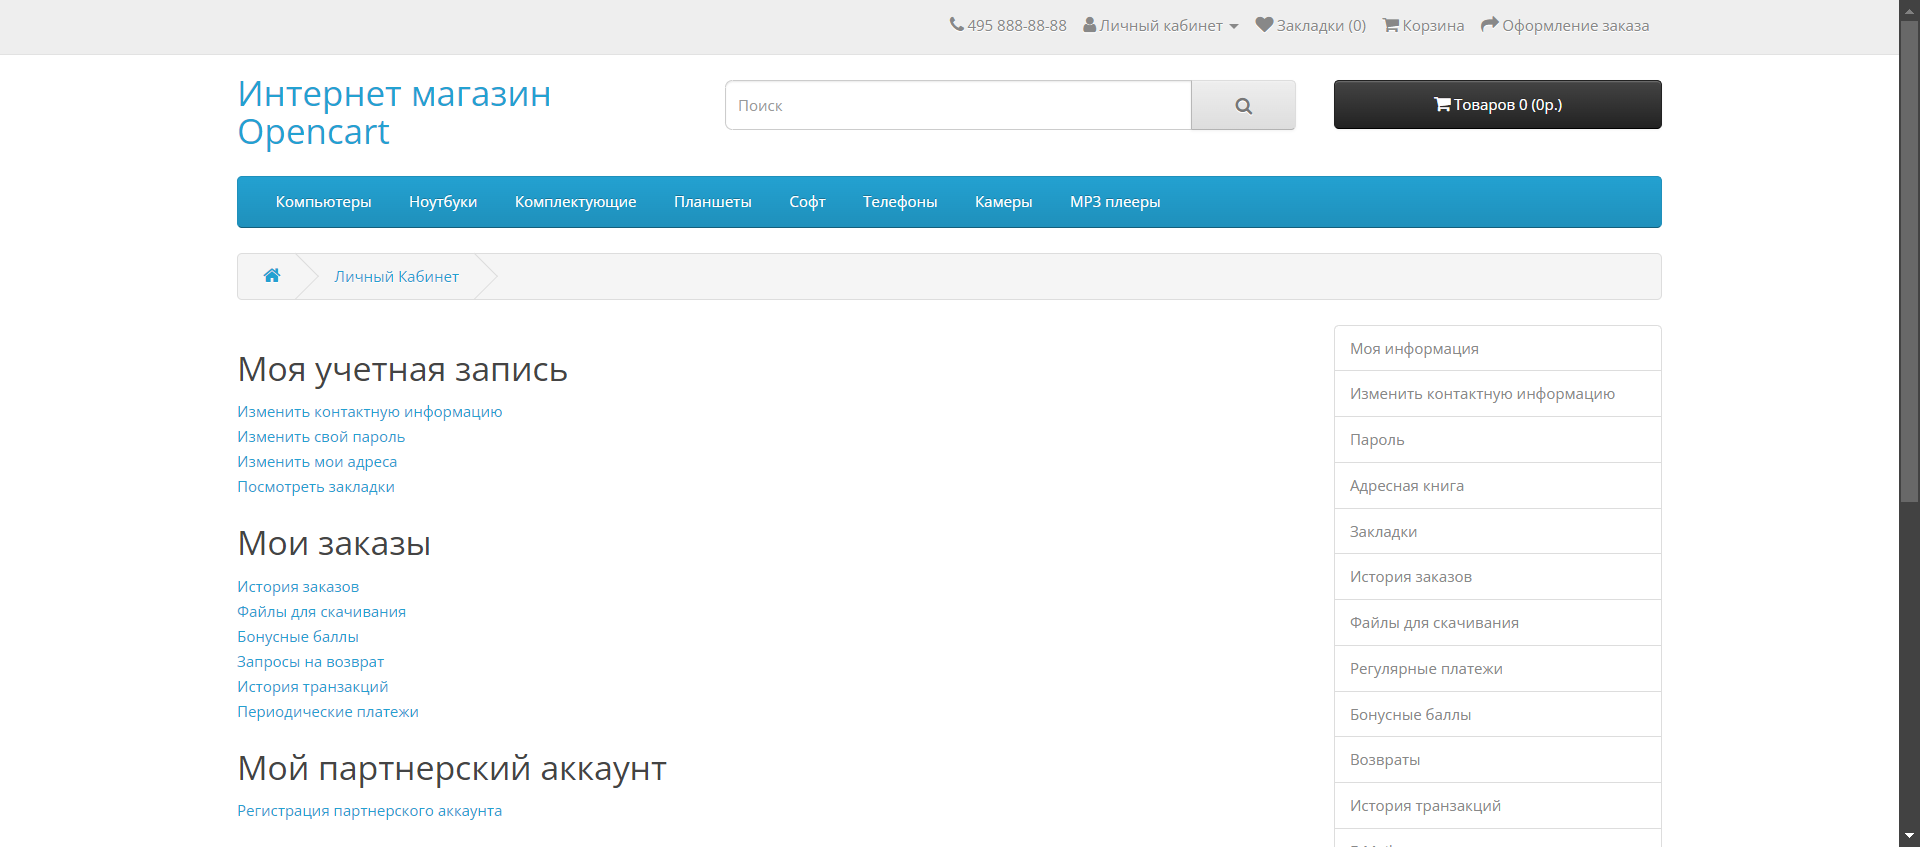 495 888-88-88 Личный кабинет Закладки (0) Корзина Оформление заказа
Интернет магазин
Opencart
Поиск
Товаров 0 (0р.)
Компьютеры Ноутбуки Комплектующие Планшеты Софт Телефоны Камеры MP3 плееры
Личный Кабинет
Моя учетная запись
Изменить контактную информацию
Изменить свой пароль
Изменить мои адреса
Посмотреть закладки
Мои заказы
История заказов
Файлы для скачивания
Бонусные баллы
Запросы на возврат
История транзакций
Периодические платежи
Мой партнерский аккаунт
Регистрация партнерского аккаунта
Моя информация
Изменить контактную информацию
Пароль
Адресная книга
Закладки
История заказов
Файлы для скачивания
Регулярные платежи
Бонусные баллы
Возвраты
История транзакций